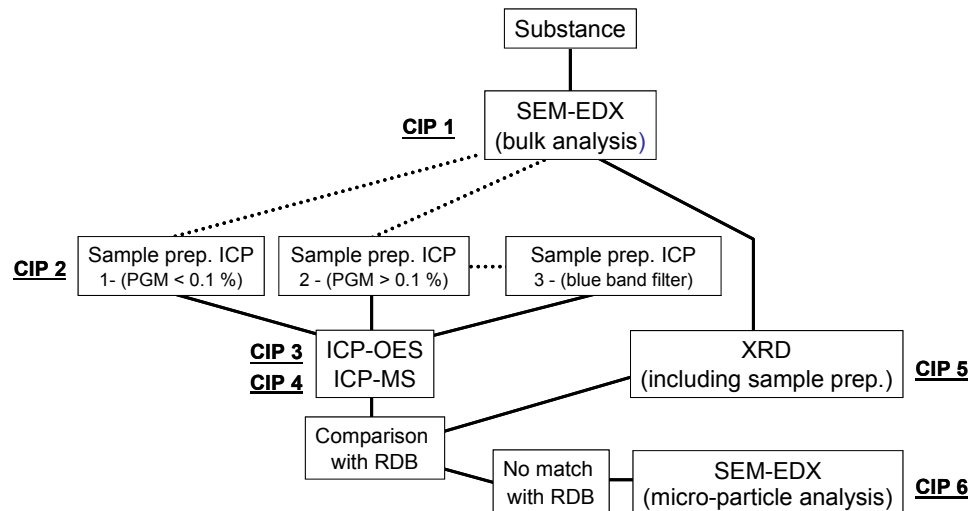 Substance
CIP 1
SEM-EDX
(bulk analysis)
CIP 2
Sample prep. ICP
1- (PGM < 0.1 %)
Sample prep. ICP
2 - (PGM > 0.1 %)
Sample prep. ICP
3 - (blue band filter)
CIP 3
CIP 4
ICP-OES
ICP-MS
XRD
(including sample prep.)
CIP 5
Comparison
with RDB
No match
with RDB
SEM-EDX
(micro-particle analysis)
CIP 6